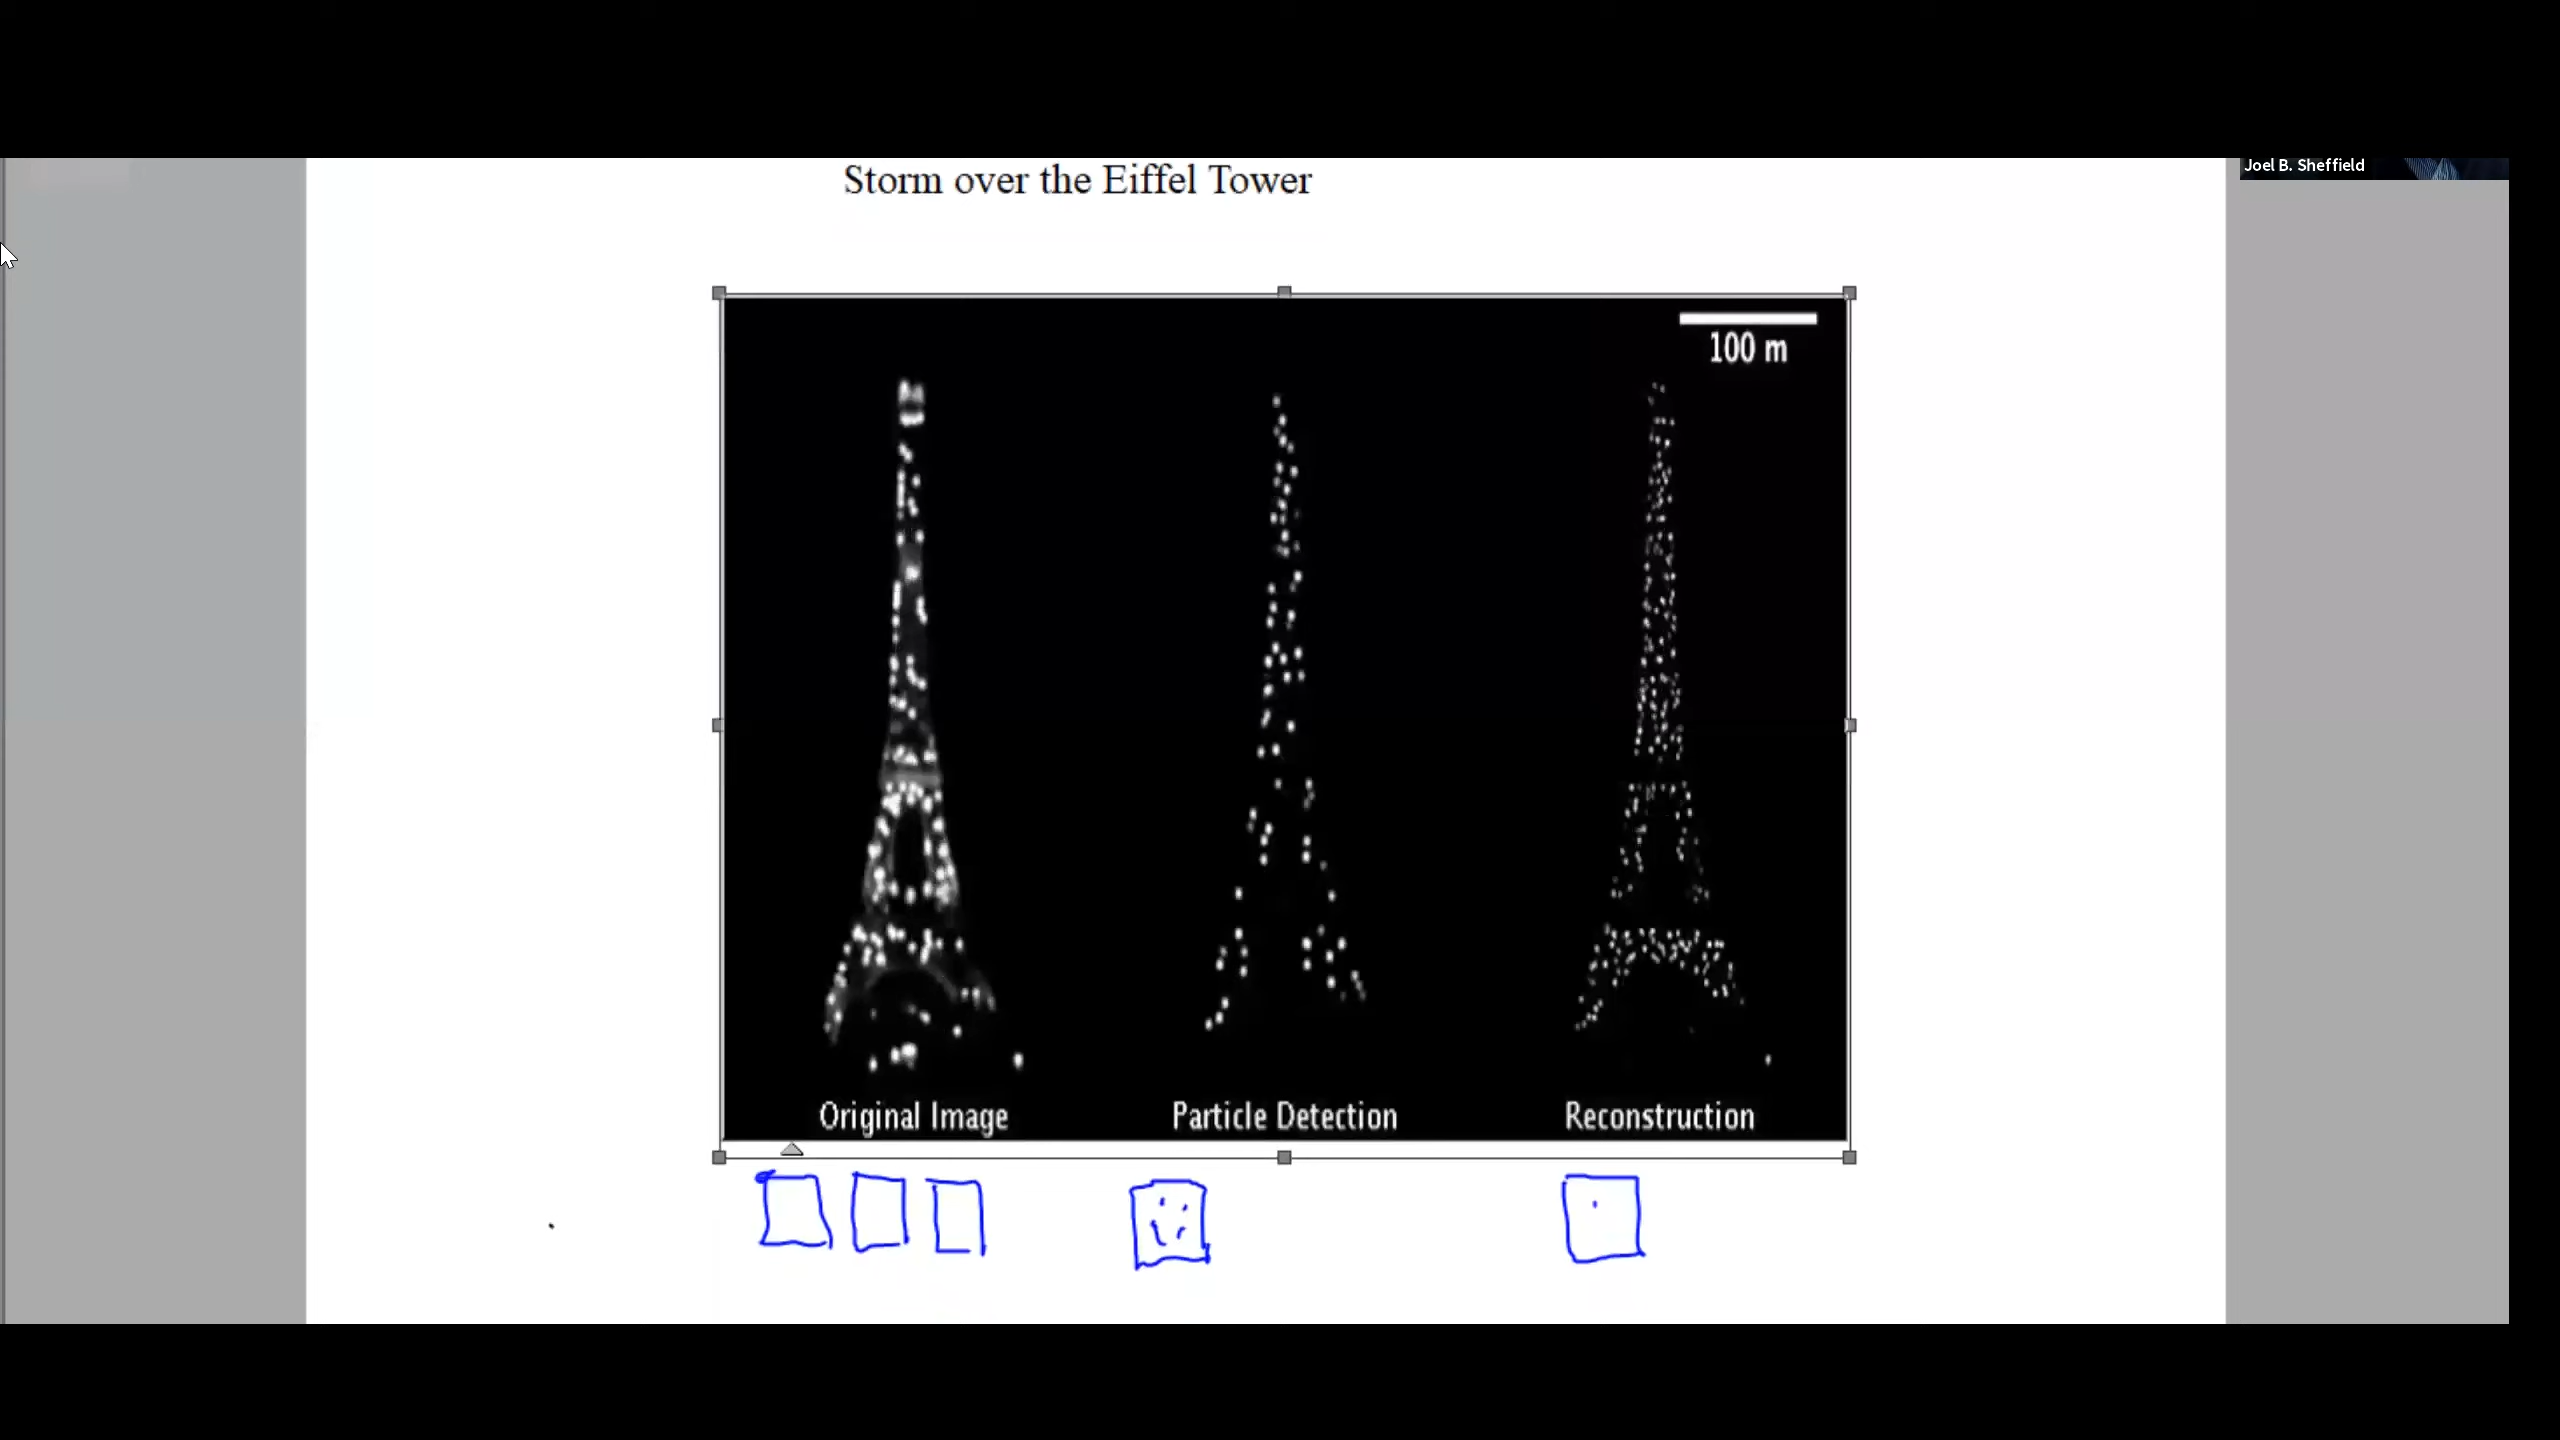 Storm over the Eiffel Tower
Joel B. Sheffield
100 m
Original Image
Particle Detection
Reconstruction